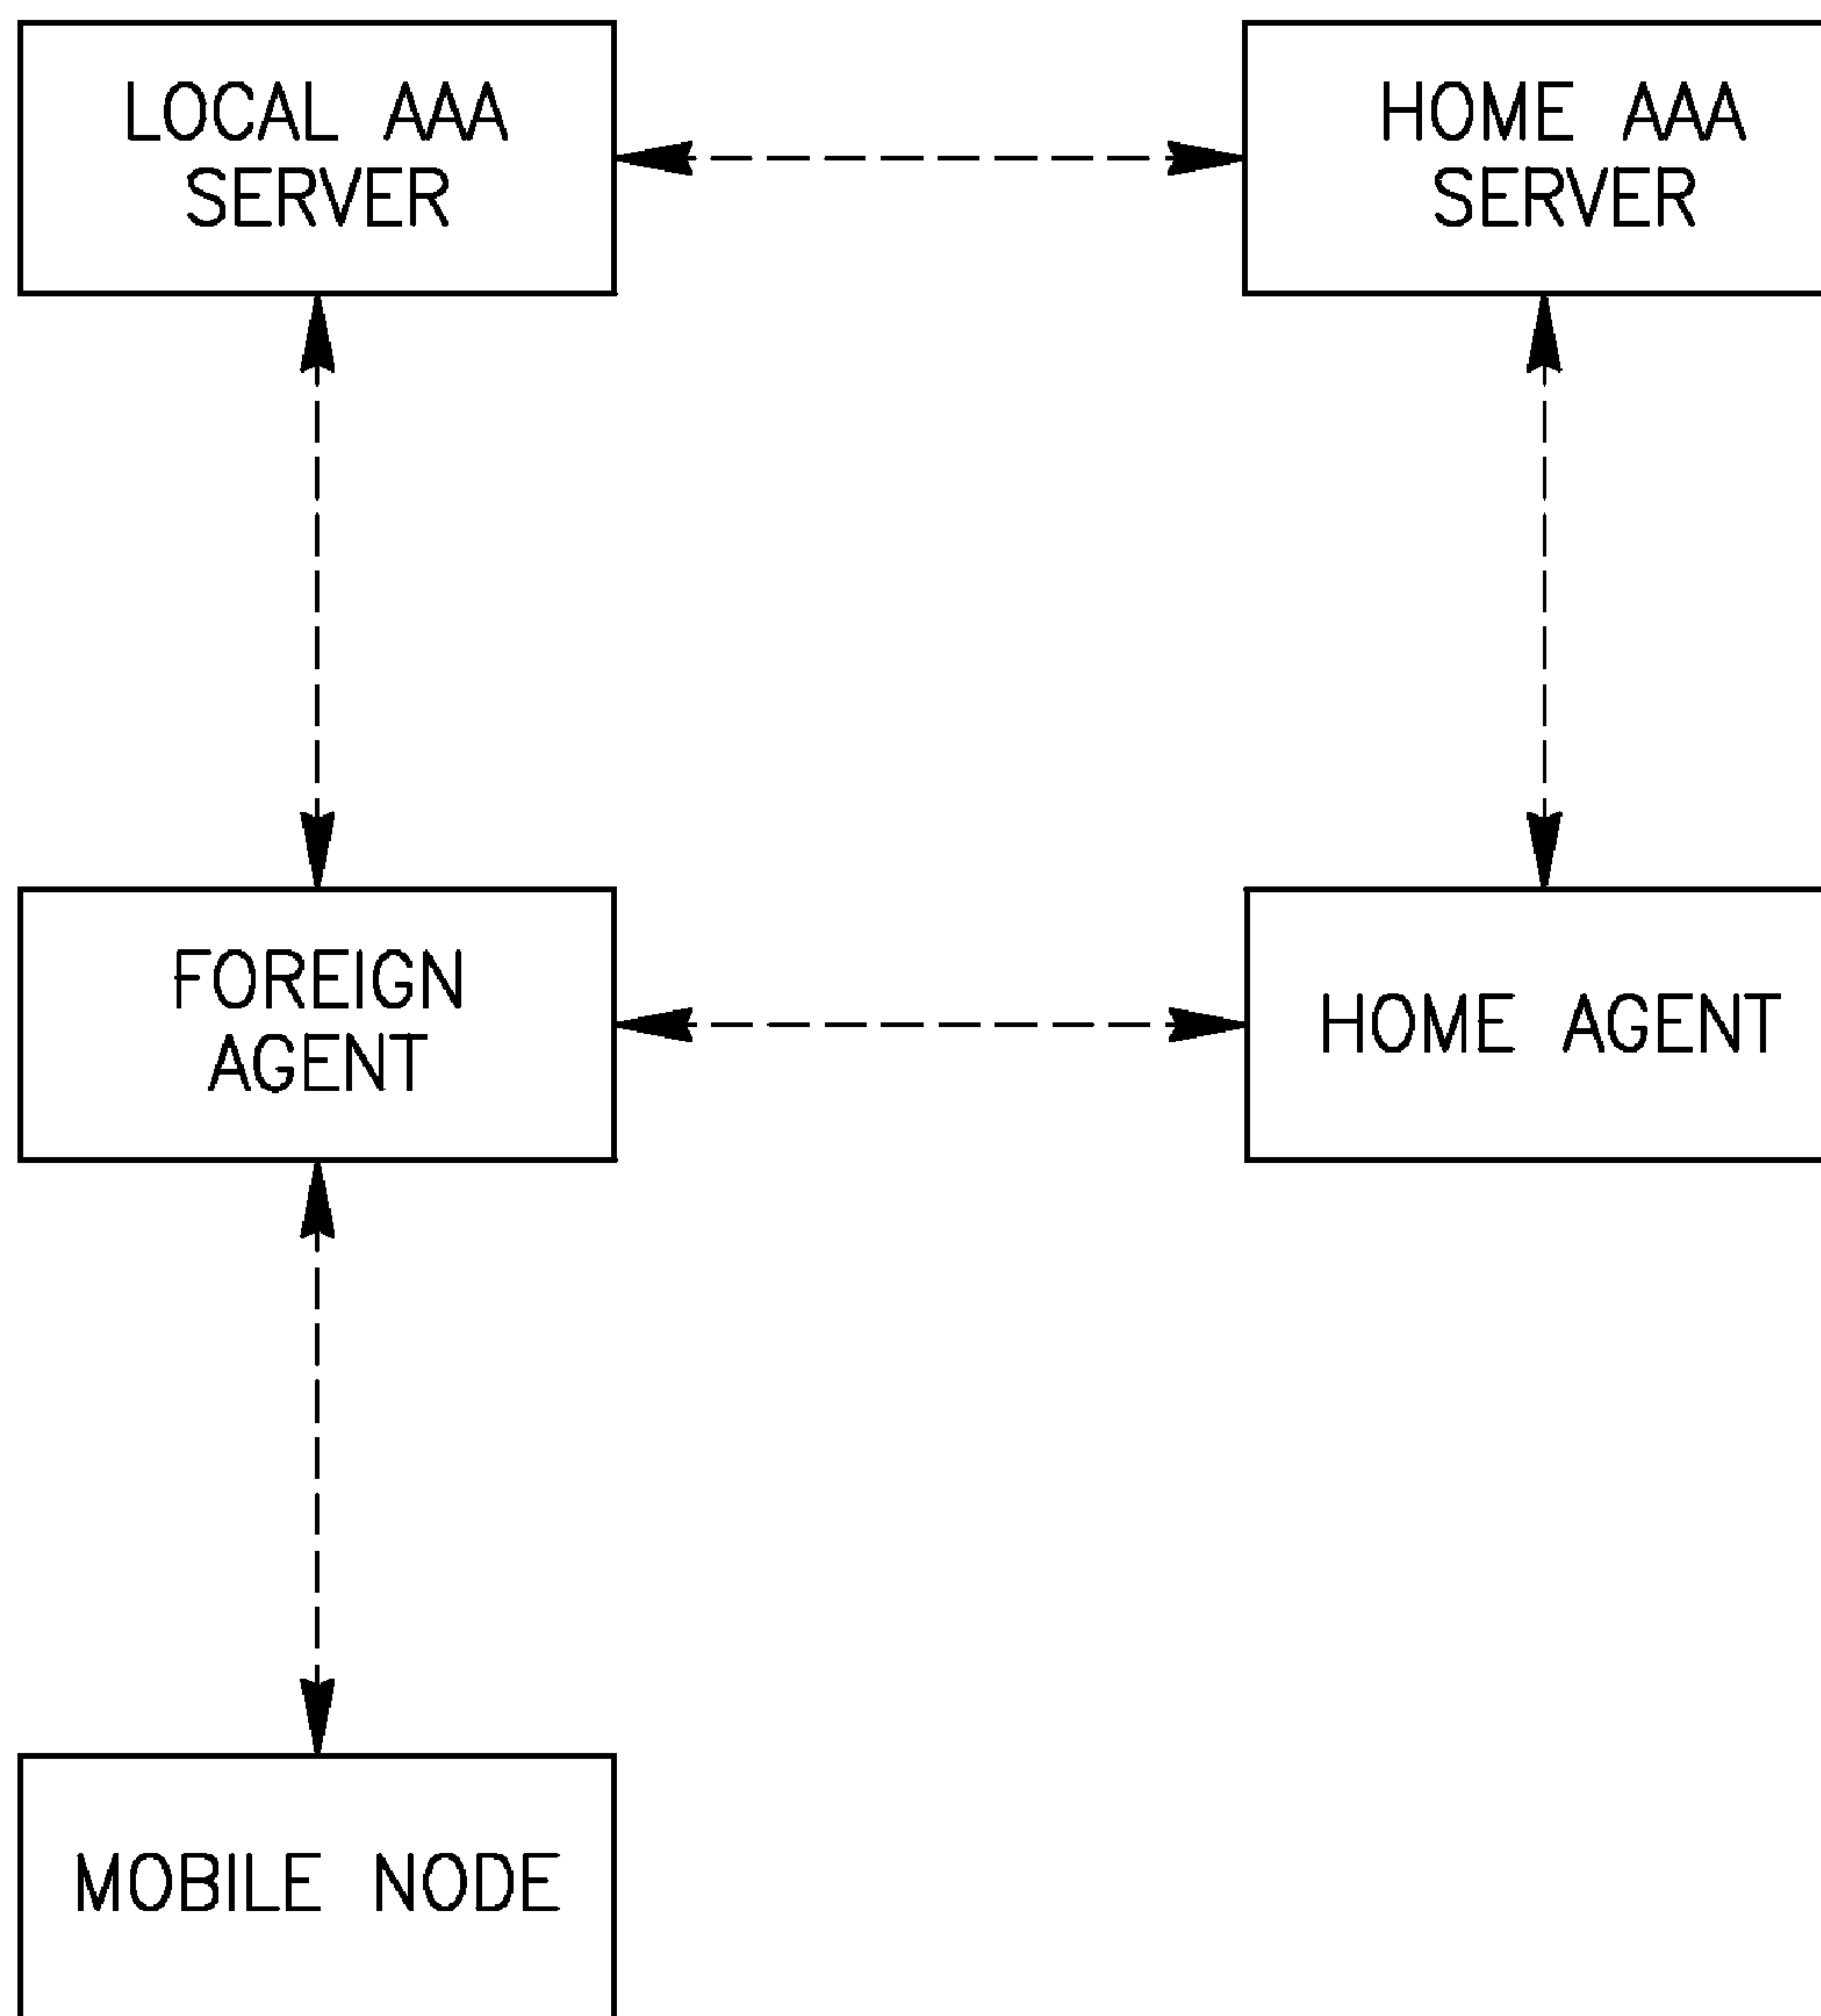 LOCAL AAA
SERVER
HOME AAA
SERVER
FOREIGN
AGENT
HOME AGENT
MOBILE NODE